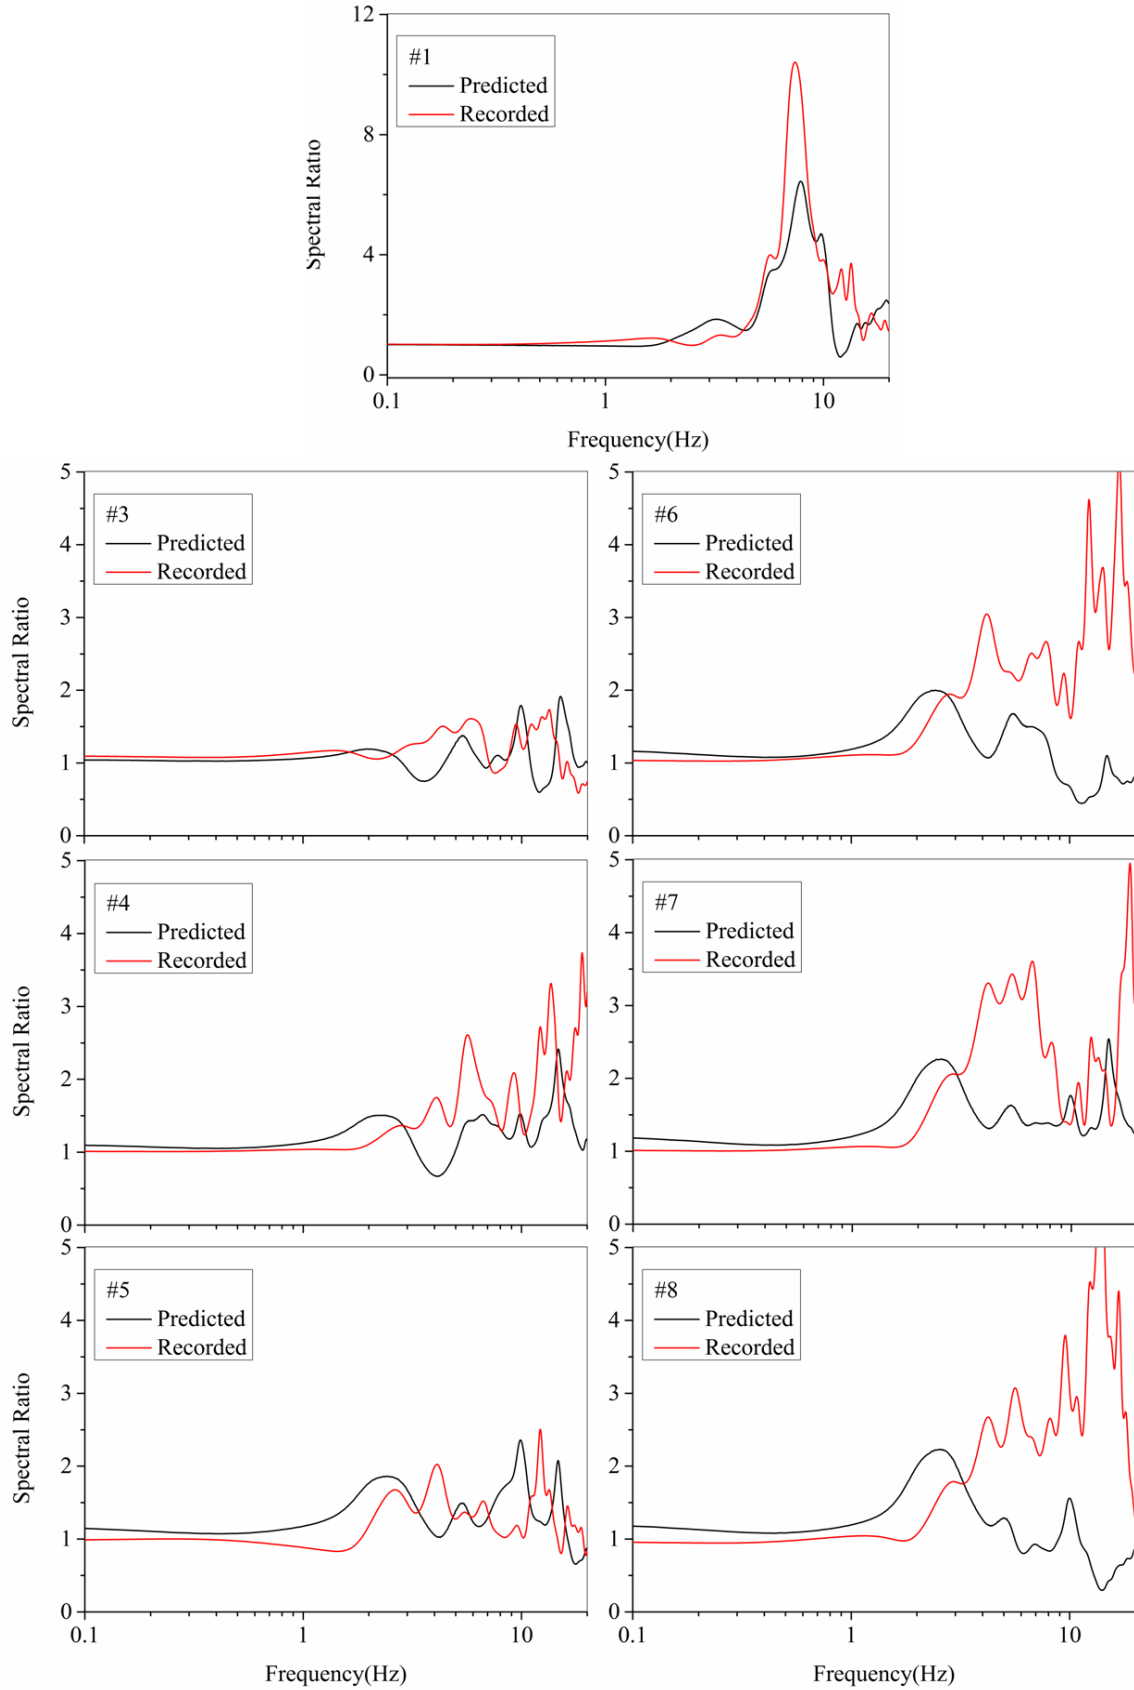 12
8
4
0
Spectral Ratio
#1
Predicted
Recorded
0.1 1 10
Frequency(Hz)
5
4
3
2
1
0
Spectral Ratio
#3
Predicted
Recorded
5
4
3
2
1
0
#6
Predicted
Recorded
5
4
3
2
1
0
Spectral Ratio
#4
Predicted
Recorded
5
4
3
2
1
0
#7
Predicted
Recorded
5
4
3
2
1
0
Spectral Ratio
#5
Predicted
Recorded
0.1 1 10
Frequency(Hz)
5
4
3
2
1
0
#8
Predicted
Recorded
0.1 1 10
Frequency(Hz)